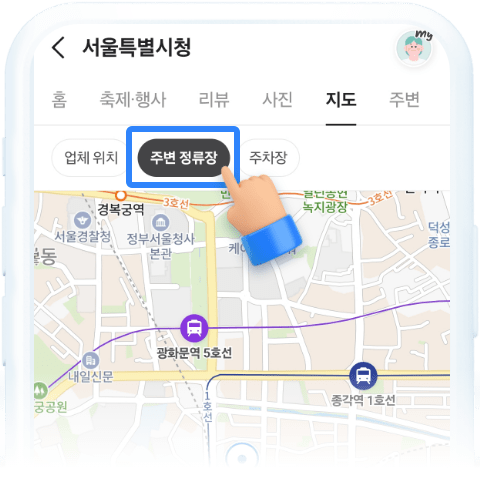 서울특별시청
my
홈 축제·행사 리뷰 사진 지도 주변
업체 위치 주변 정류장 주차장
3호선
3호선
경복궁역
열린송현
녹지광장
서울경찰청
정부서울청사
본관
덕성
종로
광화문역 5호선
내일신문
종각역 1호선
1호선
궁공원